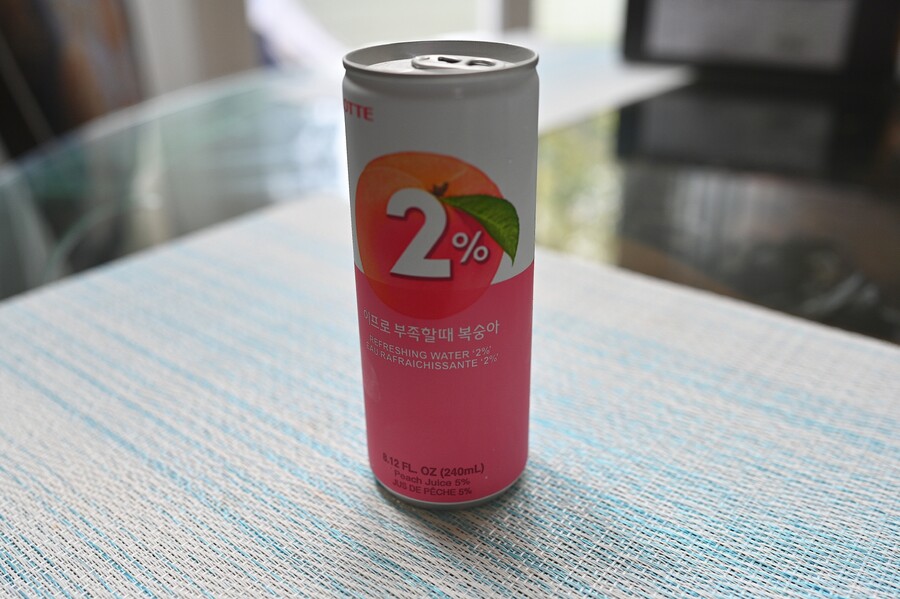 LOTTE
2%
이프로 부족할때 복숭아
REFRESHING WATER '2%'
EAU RAFRAICHISSANTE '2%'
8.12 FL. OZ (240mL)
Peach Juice 5%
JUS DE PÊCHE 5%